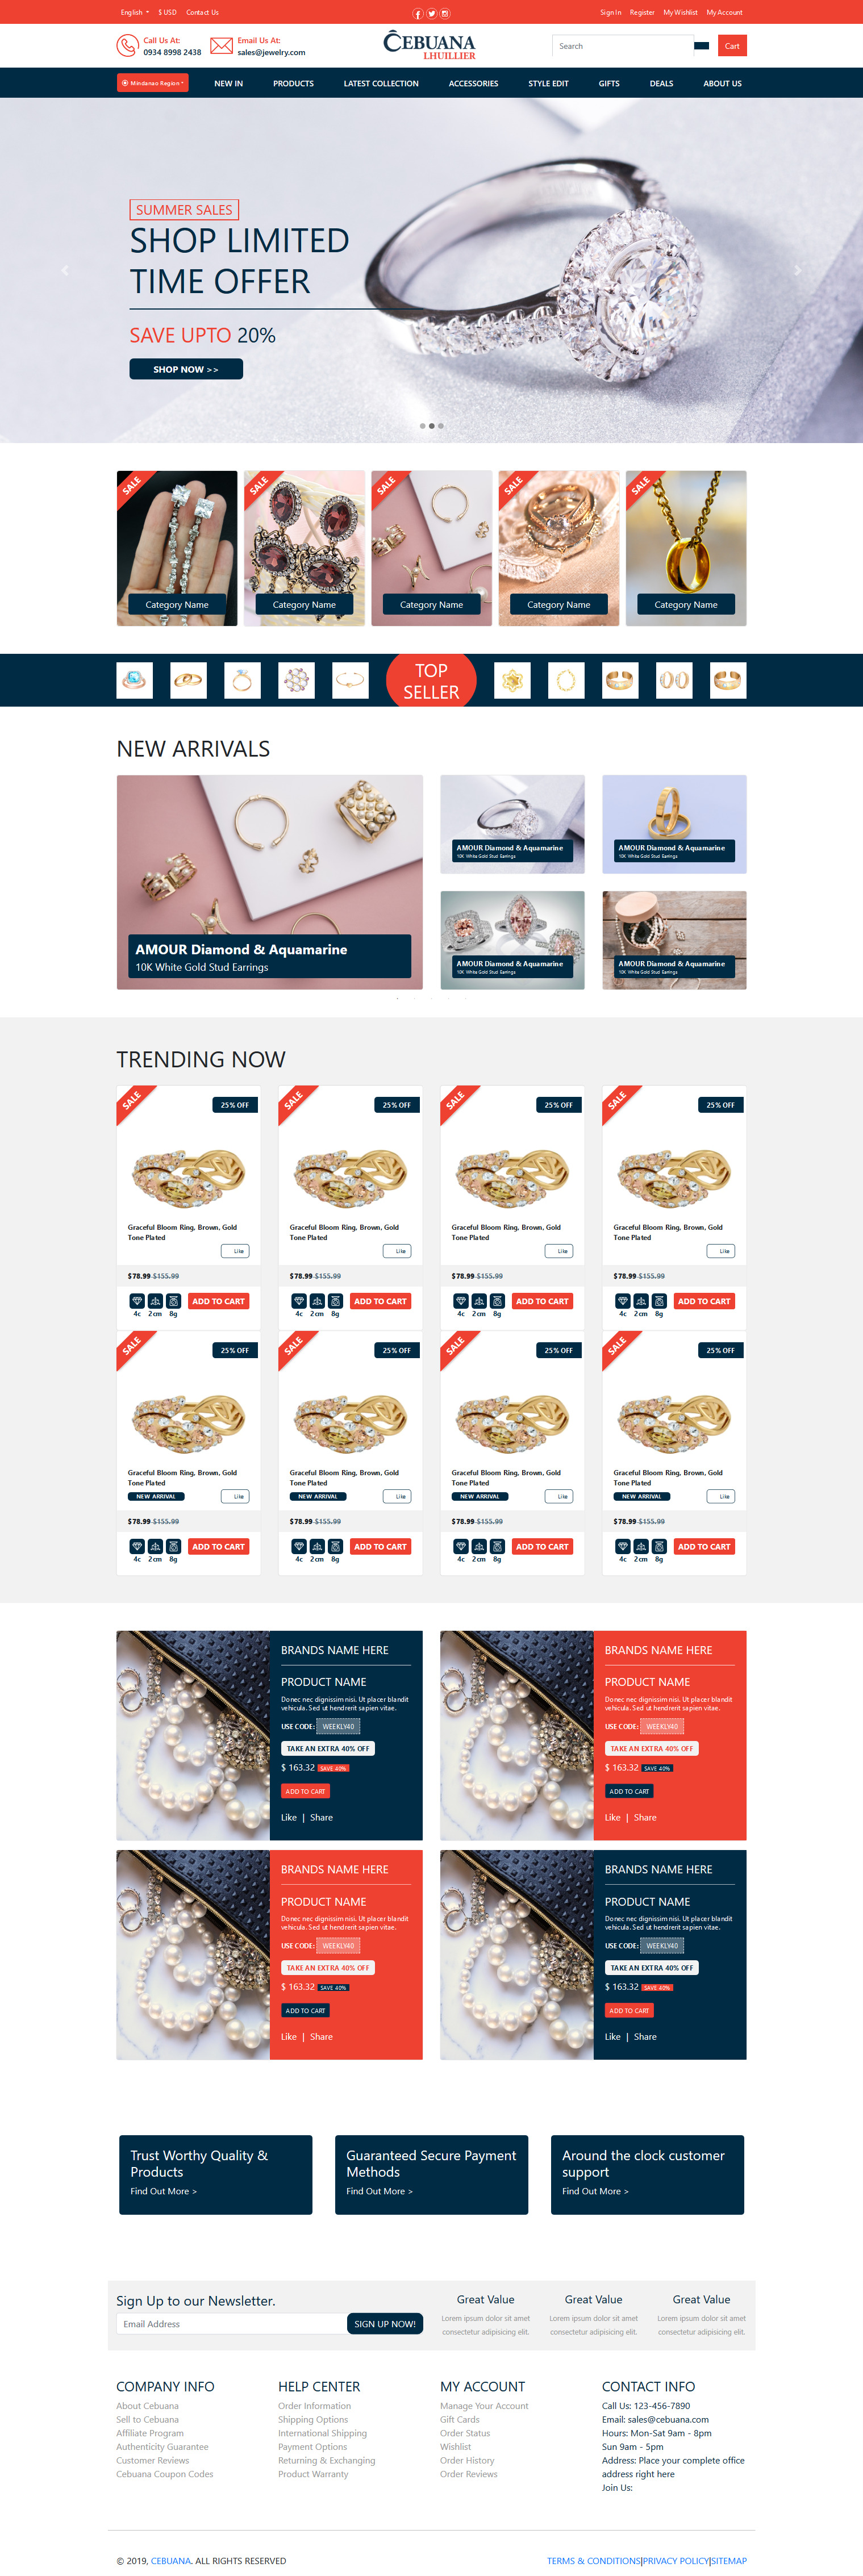 English
$ USD
Contact Us
Sign In
Register
My Wishlist
My Account
Call Us At:
0934 8998 2438
Email Us At:
sales@jewelry.com
CEBUANA
LHUILLIER
Search
Cart
Mindanao Region
NEW IN
PRODUCTS
LATEST COLLECTION
ACCESSORIES
STYLE EDIT
GIFTS
DEALS
ABOUT US
SUMMER SALES
SHOP LIMITED
TIME OFFER
SAVE UPTO 20%
SHOP NOW >>
SALE
Category Name
SALE
Category Name
SALE
Category Name
SALE
Category Name
SALE
Category Name
TOP
SELLER
NEW ARRIVALS
AMOUR Diamond & Aquamarine
10K White Gold Stud Earrings
AMOUR Diamond & Aquamarine
10K White Gold Stud Earrings
AMOUR Diamond & Aquamarine
10K White Gold Stud Earrings
AMOUR Diamond & Aquamarine
10K White Gold Stud Earrings
AMOUR Diamond & Aquamarine
10K White Gold Stud Earrings
TRENDING NOW
SALE
25% OFF
Graceful Bloom Ring, Brown, Gold
Tone Plated
Like
$78.99 $155.99
4c 2cm 8g
ADD TO CART
SALE
25% OFF
Graceful Bloom Ring, Brown, Gold
Tone Plated
Like
$78.99 $155.99
4c 2cm 8g
ADD TO CART
SALE
25% OFF
Graceful Bloom Ring, Brown, Gold
Tone Plated
Like
$78.99 $155.99
4c 2cm 8g
ADD TO CART
SALE
25% OFF
Graceful Bloom Ring, Brown, Gold
Tone Plated
Like
$78.99 $155.99
4c 2cm 8g
ADD TO CART
SALE
25% OFF
Graceful Bloom Ring, Brown, Gold
Tone Plated
NEW ARRIVAL
Like
$78.99 $155.99
4c 2cm 8g
ADD TO CART
SALE
25% OFF
Graceful Bloom Ring, Brown, Gold
Tone Plated
NEW ARRIVAL
Like
$78.99 $155.99
4c 2cm 8g
ADD TO CART
SALE
25% OFF
Graceful Bloom Ring, Brown, Gold
Tone Plated
NEW ARRIVAL
Like
$78.99 $155.99
4c 2cm 8g
ADD TO CART
SALE
25% OFF
Graceful Bloom Ring, Brown, Gold
Tone Plated
NEW ARRIVAL
Like
$78.99 $155.99
4c 2cm 8g
ADD TO CART
BRANDS NAME HERE
PRODUCT NAME
Donec nec dignissim nisi. Ut placer blandit
vehicula. Sed ut hendrerit sapien vitae.
USE CODE: WEEKLY40
TAKE AN EXTRA 40% OFF
$ 163.32 SAVE 40%
ADD TO CART
Like | Share
BRANDS NAME HERE
PRODUCT NAME
Donec nec dignissim nisi. Ut placer blandit
vehicula. Sed ut hendrerit sapien vitae.
USE CODE: WEEKLY40
TAKE AN EXTRA 40% OFF
$ 163.32 SAVE 40%
ADD TO CART
Like | Share
BRANDS NAME HERE
PRODUCT NAME
Donec nec dignissim nisi. Ut placer blandit
vehicula. Sed ut hendrerit sapien vitae.
USE CODE: WEEKLY40
TAKE AN EXTRA 40% OFF
$ 163.32 SAVE 40%
ADD TO CART
Like | Share
BRANDS NAME HERE
PRODUCT NAME
Donec nec dignissim nisi. Ut placer blandit
vehicula. Sed ut hendrerit sapien vitae.
USE CODE: WEEKLY40
TAKE AN EXTRA 40% OFF
$ 163.32 SAVE 40%
ADD TO CART
Like | Share
Trust Worthy Quality &
Products
Find Out More >
Guaranteed Secure Payment
Methods
Find Out More >
Around the clock customer
support
Find Out More >
Sign Up to our Newsletter.
Email Address
SIGN UP NOW!
Great Value
Lorem ipsum dolor sit amet
consectetur adipisicing elit.
Great Value
Lorem ipsum dolor sit amet
consectetur adipisicing elit.
Great Value
Lorem ipsum dolor sit amet
consectetur adipisicing elit.
COMPANY INFO
About Cebuana
Sell to Cebuana
Affiliate Program
Authenticity Guarantee
Customer Reviews
Cebuana Coupon Codes
HELP CENTER
Order Information
Shipping Options
International Shipping
Payment Options
Returning & Exchanging
Product Warranty
MY ACCOUNT
Manage Your Account
Gift Cards
Order Status
Wishlist
Order History
Order Reviews
CONTACT INFO
Call Us: 123-456-7890
Email: sales@cebuana.com
Hours: Mon-Sat 9am - 8pm
Sun 9am - 5pm
Address: Place your complete office
address right here
Join Us:
© 2019, CEBUANA. ALL RIGHTS RESERVED
TERMS & CONDITIONS|PRIVACY POLICY|SITEMAP